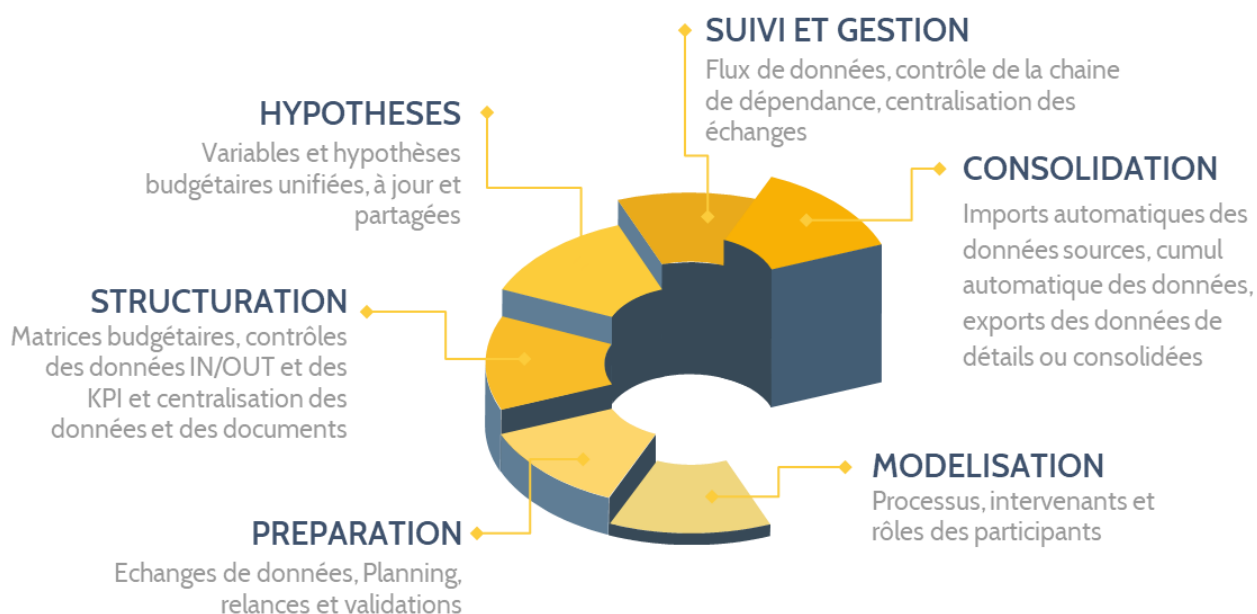 SUIVI ET GESTION
Flux de données, contrôle de la chaine
de dépendance, centralisation des
échanges
HYPOTHESES
Variables et hypothèses
budgétaires unifiées, à jour et
partagées
CONSOLIDATION
Imports automatiques des
données sources, cumul
automatique des données,
exports des données de
détails ou consolidées
STRUCTURATION
Matrices budgétaires, contrôles
des données IN/OUT et des
KPI et centralisation des
données et des documents
MODELISATION
Processus, intervenants et
rôles des participants
PREPARATION
Echanges de données, Planning,
relances et validations